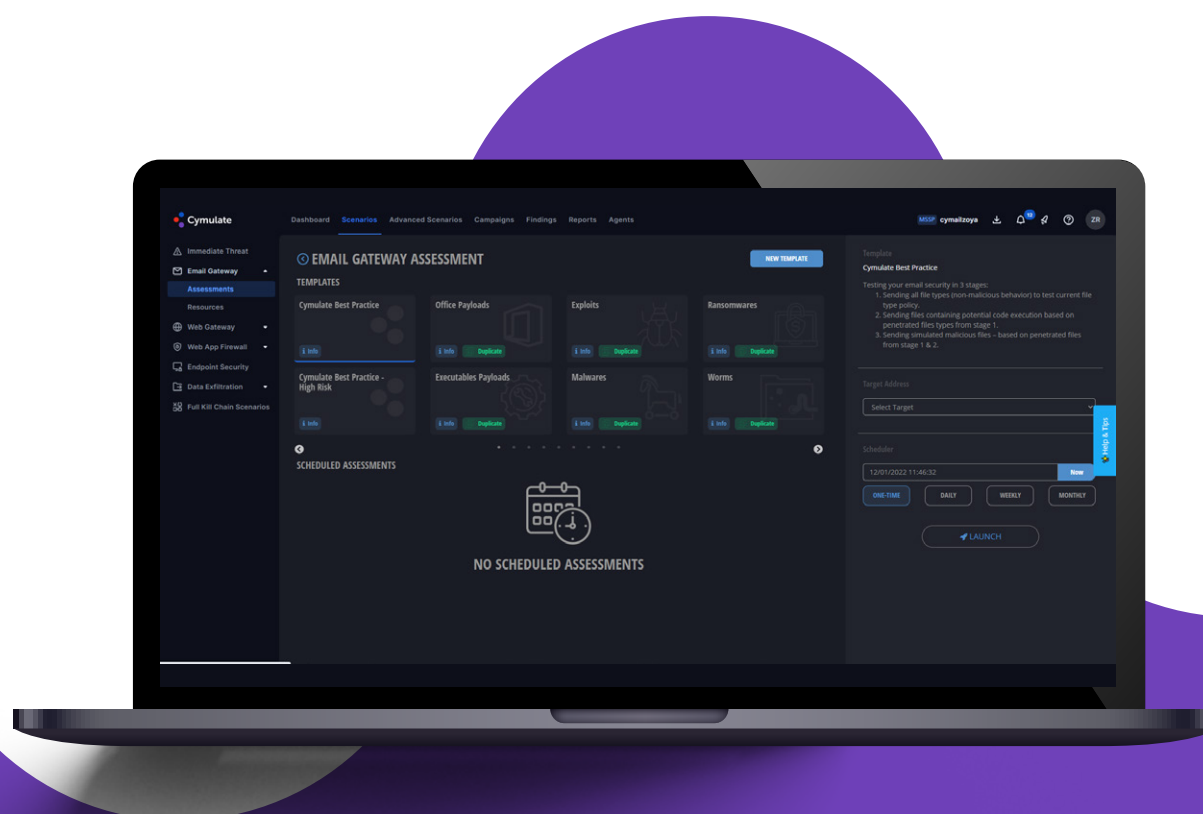 Cymulate
Dashboard Scenarios Advanced Scenarios Campaigns Findings Reports Agents
MSSP cymailzoya
10
ZR
Immediate Threat
Email Gateway
Assessments
Resources
Web Gateway
Web App Firewall
Endpoint Security
Data Exfiltration
Full Kill Chain Scenarios
EMAIL GATEWAY ASSESSMENT
NEW TEMPLATE
TEMPLATES
Cymulate Best Practice
i Info
Office Payloads
i Info Duplicate
Exploits
i Info Duplicate
Ransomwares
i Info Duplicate
Cymulate Best Practice -
High Risk
i Info
Executables Payloads
i Info Duplicate
Malwares
i Info Duplicate
Worms
i Info Duplicate
SCHEDULED ASSESSMENTS
NO SCHEDULED ASSESSMENTS
Template
Cymulate Best Practice
Testing your email security in 3 stages:
1. Sending all file types (non-malicious behavior) to test current file
type policy.
2. Sending files containing potential code execution based on
penetrated files types from stage 1.
3. Sending simulated malicious files – based on penetrated files
from stage 1 & 2.
Target Address
Select Target
Help & Tips
Scheduler
12/01/2022 11:46:32
Now
ONE-TIME DAILY WEEKLY MONTHLY
LAUNCH